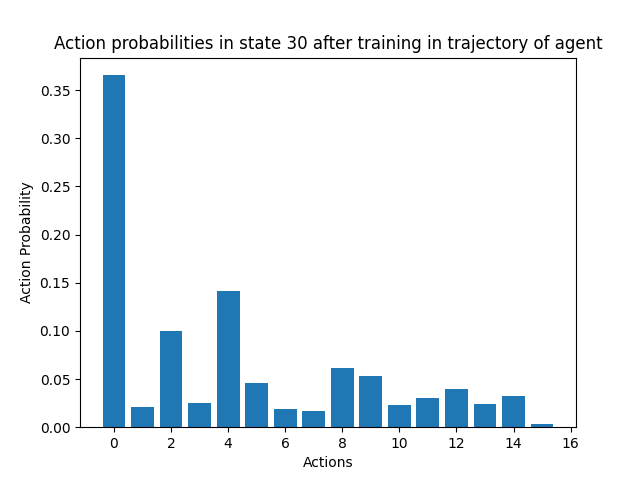 Action probabilities in state 30 after training in trajectory of agent
Action Probability
0.35
0.30
0.25
0.20
0.15
0.10
0.05
0.00
0 2 4 6 8 10 12 14 16
Actions